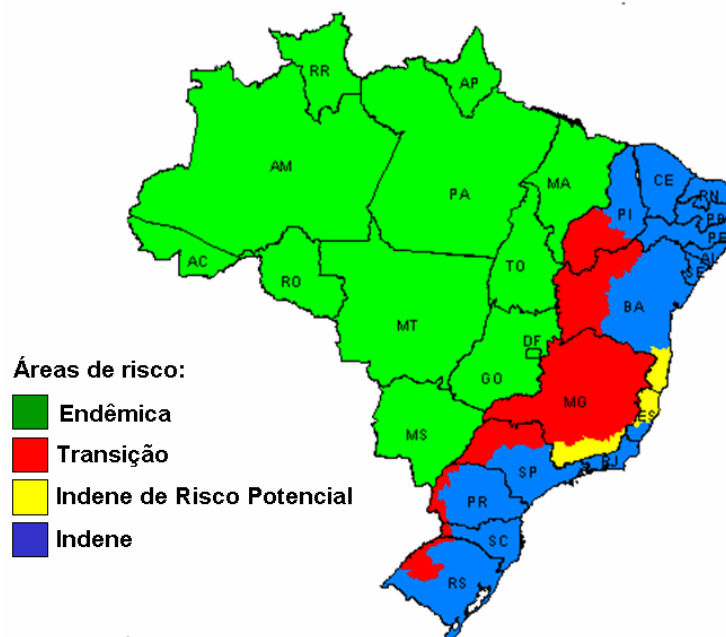 RR
AP
AM
PA
MA
CE
RN
PI
PB
PE
AC
TO
AL
SE
RO
BA
MT
DF
Áreas de risco:
GO
Endêmica
MG
ES
MS
Transição
RJ
SP
Indene de Risco Potencial
PR
Indene
SC
RS